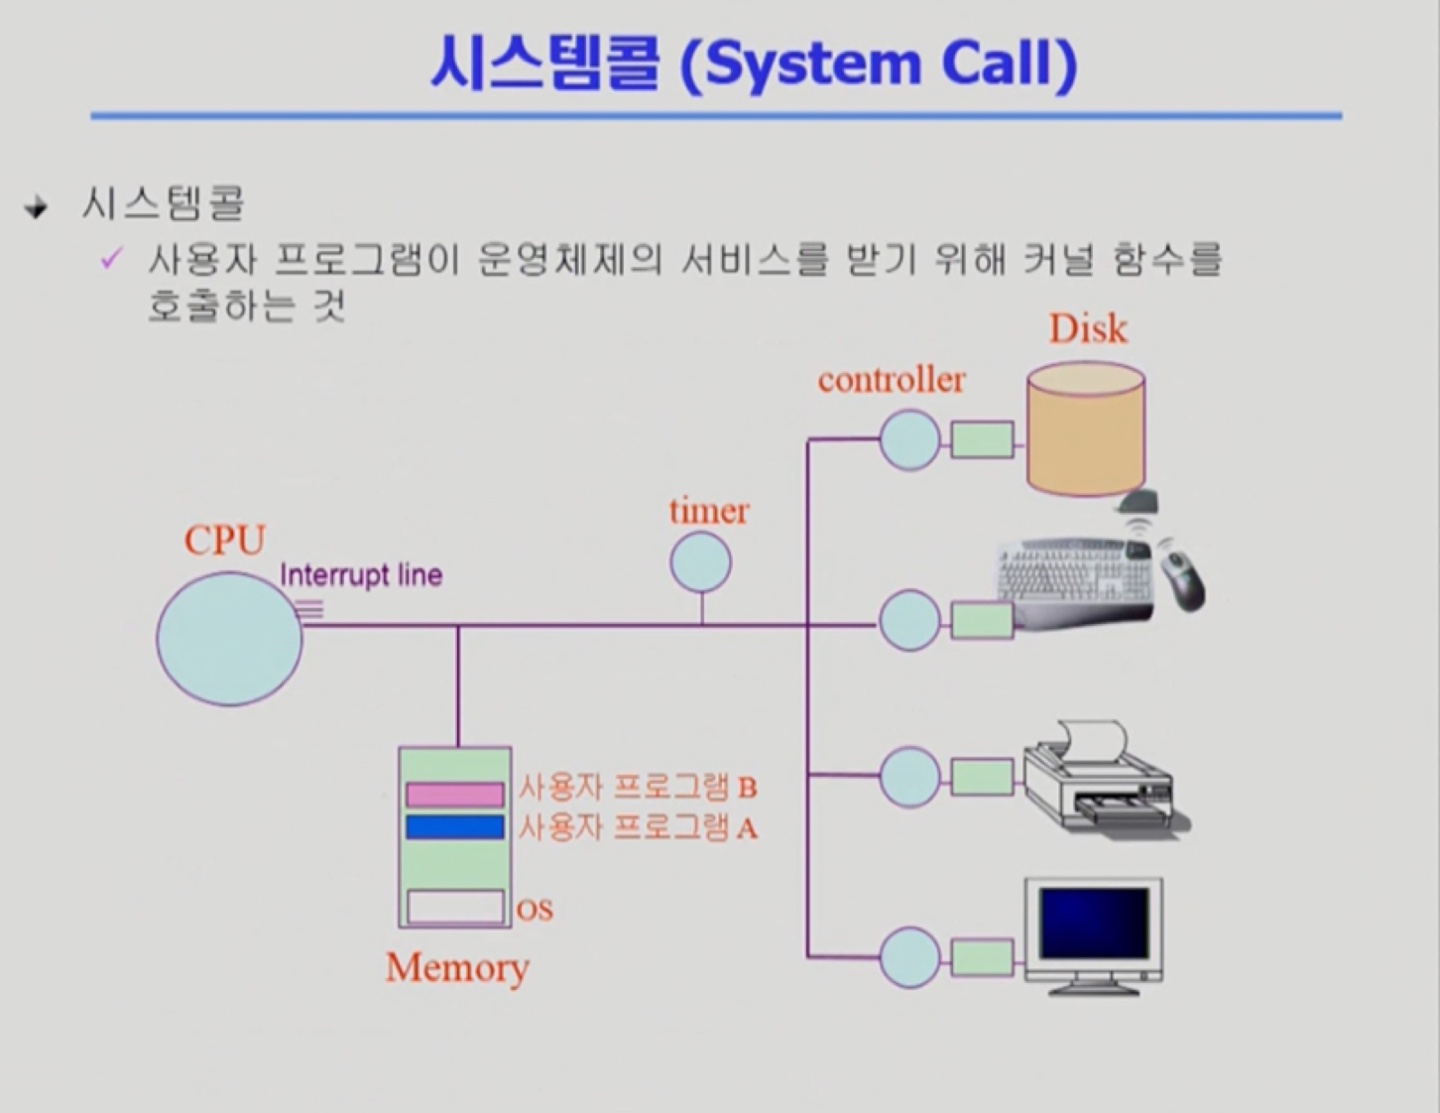 시스템콜 (System Call)
시스템콜
사용자 프로그램이 운영체제의 서비스를 받기 위해 커널 함수를
호출하는 것
Disk
controller
timer
CPU
Interrupt line
사용자 프로그램 B
사용자 프로그램 A
OS
Memory